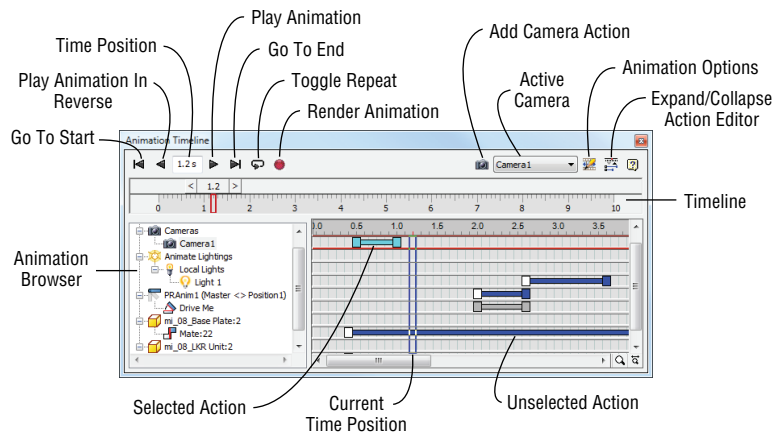 Play Animation
Time Position
Go To End
Add Camera Action
Play Animation In
Reverse
Toggle Repeat
Active
Camera
Animation Options
Go To Start
Render Animation
Expand/Collapse
Action Editor
Animation Timeline
1.2 s
Camera1
< 1.2 >
0 1 2 3 4 5 6 7 8 9 10
Timeline
0.0 0.5 1.0 1.5 2.0 2.5 3.0 3.5
Cameras
Camera1
Animate Lightings
Local Lights
Light 1
PRAnim1 (Master <> Position1)
Drive Me
mi_08_Base Plate:2
Mate:22
mi_08_LKR Unit:2
Animation
Browser
Selected Action
Current
Time Position
Unselected Action